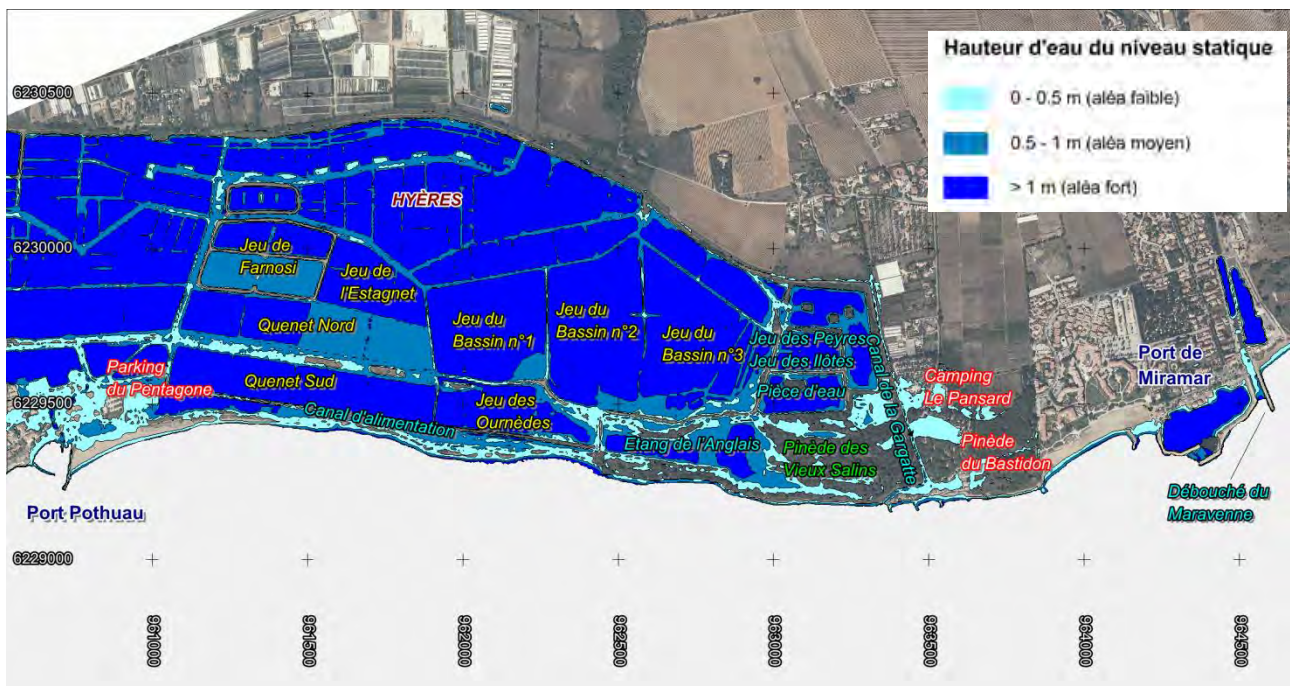 Hauteur d'eau du niveau statique
0 - 0.5 m (aléa faible)
0.5 - 1 m (aléa moyen)
> 1 m (aléa fort)
6230500
6230000
6229500
6229000
HYÈRES
Jeu de
Farnosi
Jeu de
l'Estagnet
Quenet Nord
Jeu du
Bassin n°1
Jeu du
Bassin n°2
Jeu du
Bassin n°3
Jeu des Peyres
Jeu des Ilôtes
Pièce d'eau
Canal de la Gargatte
Camping
Le Pansard
Port de
Miramar
Parking
du Pentagone
Quenet Sud
Canal d'alimentation
Jeu des
Ournèdes
Etang de l'Anglais
Pinède des
Vieux Salins
Pinède
du Bastidon
Débouché du
Maravenne
Port Pothuau
961000
961500
962000
962500
963000
963500
964000
964500